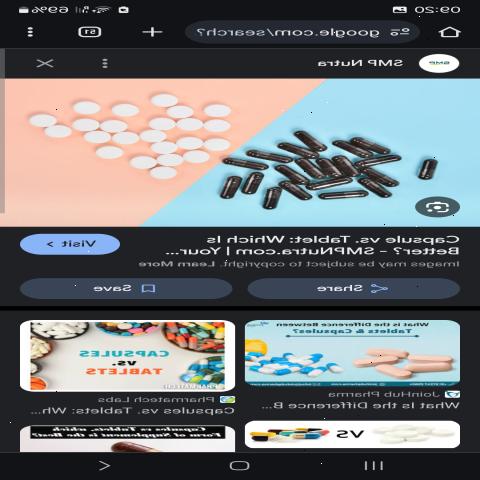 05:20
69%
google.com/search?
51
SMP
SMP Nutra
Capsule vs. Tablet: Which Is
Better? - SMPNutra.com | Your...
Visit >
Images may be subject to copyright. Learn More
Share
Save
What is the Difference Between
Tablets & Capsules?
CAPSULES
VS.
TABLETS
JoinHub Pharma
What Is the Difference B...
Pharmatech Labs
Capsules vs. Tablets: Wh...
VS
Capsules vs Tablets, which
Form of Supplement is the Best?